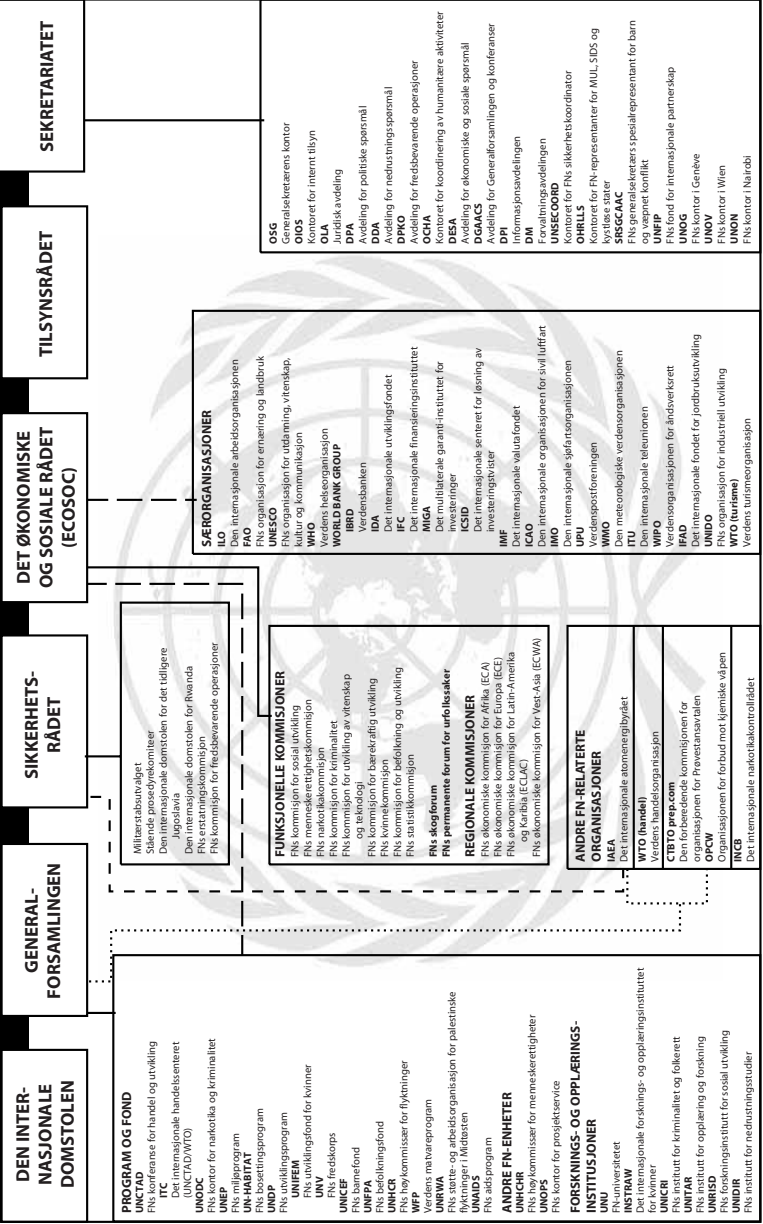 DEN INTER-
NASJONALE
DOMSTOLEN
GENERAL-
FORSAMLINGEN
SIKKERHETS-
RÅDET
DET ØKONOMISKE
OG SOSIALE RÅDET
(ECOSOC)
TILSYNSRÅDET
SEKRETARIATET
PROGRAM OG FOND
UNCTAD
FNs konferanse for handel og utvikling
ITC
Det internasjonale handelssenteret
(UNCTAD/WTO)
UNODC
FNs kontor for narkotika og kriminalitet
UNEP
FNs miljøprogram
UN-HABITAT
FNs bosettingsprogram
UNDP
FNs utviklingsprogram
UNIFEM
FNs utviklingsfond for kvinner
UNV
FNs fredskorps
UNICEF
FNs barnefond
UNFPA
FNs befolkningsfond
UNHCR
FNs høykommissær for flyktninger
WFP
Verdens matvareprogram
UNRWA
FNs støtte- og arbeidsorganisasjon for palestinske
flyktninger i Midtøsten
UNAIDS
FNs aidsprogram
ANDRE FN-ENHETER
UNHCHR
FNs høykommissær for menneskerettigheter
UNOPS
FNs kontor for prosjektservice
FORSKNINGS- OG OPPLÆRINGS-
INSTITUSJONER
UNU
FN-universitetet
INSTRAW
Det internasjonale forsknings- og opplæringsinstituttet
for kvinner
UNICRI
FNs institutt for kriminalitet og folkerett
UNITAR
FNs institutt for opplæring og forskning
UNRISD
FNs forskningsinstitutt for sosial utvikling
UNIDIR
FNs institutt for nedrustningsstudier
Militærstabsutvalget
Stående prosedyrekomiteer
Den internasjonale domstolen for det tidligere
Jugoslavia
Den internasjonale domstolen for Rwanda
FNs erstatningskommisjon
FNs kommisjon for fredsbevarende operasjoner
FUNKSJONELLE KOMMISJONER
FNs kommisjon for sosial utvikling
FNs menneskerettighetskommisjon
FNs narkotikakommisjon
FNs kommisjon for kriminalitet
FNs kommisjon for utvikling av vitenskap
og teknologi
FNs kommisjon for bærekraftig utvikling
FNs kvinnekommisjon
FNs kommisjon for befolkning og utvikling
FNs statistikkommisjon
FNs skogforum
FNs permanente forum for urfolkssaker
REGIONALE KOMMISJONER
FNs økonomiske kommisjon for Afrika (ECA)
FNs økonomiske kommisjon for Europa (ECE)
FNs økonomiske kommisjon for Latin-Amerika
og Karibia (ECLAC)
FNs økonomiske kommisjon for Vest-Asia (ECWA)
ANDRE FN-RELATERTE
ORGANISASJONER
IAEA
Det internasjonale atomenergibyrået
WTO (handel)
Verdens handelsorganisasjon
CTBTO prep.com
Den forberedende kommisjonen for
organisasjonen for Prøvestansavtalen
OPCW
Organisasjonen for forbud mot kjemiske våpen
INCB
Det internasjonale narkotikakontrollrådet
SÆRORGANISASJONER
ILO
Den internasjonale arbeidsorganisasjonen
FAO
FNs organisasjon for ernæring og landbruk
UNESCO
FNs organisasjon for utdanning, vitenskap,
kultur og kommunikasjon
WHO
Verdens helseorganisasjon
WORLD BANK GROUP
IBRD
Verdensbanken
IDA
Det internasjonale utviklingsfondet
IFC
Det internasjonale finansieringsinstituttet
MIGA
Det multilaterale garanti-instituttet for
investeringer
ICSID
Det internasjonale senteret for løsning av
investeringstvister
IMF
Det internasjonale valutafondet
ICAO
Den internasjonale organisasjonen for sivil luftfart
IMO
Den internasjonale sjøfartsorganisasjonen
UPU
Verdenspostforeningen
WMO
Den meteorologiske verdensorganisasjonen
ITU
Den internasjonale teleunionen
WIPO
Verdensorganisasjonen for åndsverksrett
IFAD
Det internasjonale fondet for jordbruksutvikling
UNIDO
FNs organisasjon for industriell utvikling
WTO (turisme)
Verdens turismeorganisasjon
OSG
Generalsekretærens kontor
OIOS
Kontoret for internt tilsyn
OLA
Juridisk avdeling
DPA
Avdeling for politiske spørsmål
DDA
Avdeling for nedrustningsspørsmål
DPKO
Avdeling for fredsbevarende operasjoner
OCHA
Kontoret for koordinering av humanitære aktiviteter
DESA
Avdeling for økonomiske og sosiale spørsmål
DGAACS
Avdeling for Generalforsamlingen og konferanser
DPI
Informasjonsavdelingen
DM
Forvaltningsavdelingen
UNSECOORD
Kontoret for FNs sikkerhetskoordinator
OHRLLS
Kontoret for FN-representanter for MUL, SIDS og
kystløse stater
SRSGCAAC
FNs generalsekretærs spesialrepresentant for barn
og væpnet konflikt
UNFIP
FNs fond for internasjonale partnerskap
UNOG
FNs kontor i Genève
UNOV
FNs kontor i Wien
UNON
FNs kontor i Nairobi